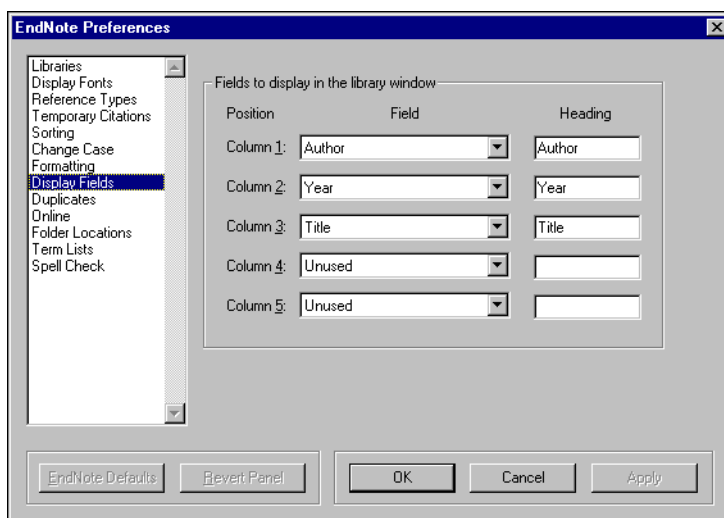 EndNote Preferences
Libraries
Display Fonts
Reference Types
Temporary Citations
Sorting
Change Case
Formatting
Display Fields
Duplicates
Online
Folder Locations
Term Lists
Spell Check
Fields to display in the library window
Position Field Heading
Column 1: Author Author
Column 2: Year Year
Column 3: Title Title
Column 4: Unused
Column 5: Unused
EndNote Defaults Revert Panel OK Cancel Apply